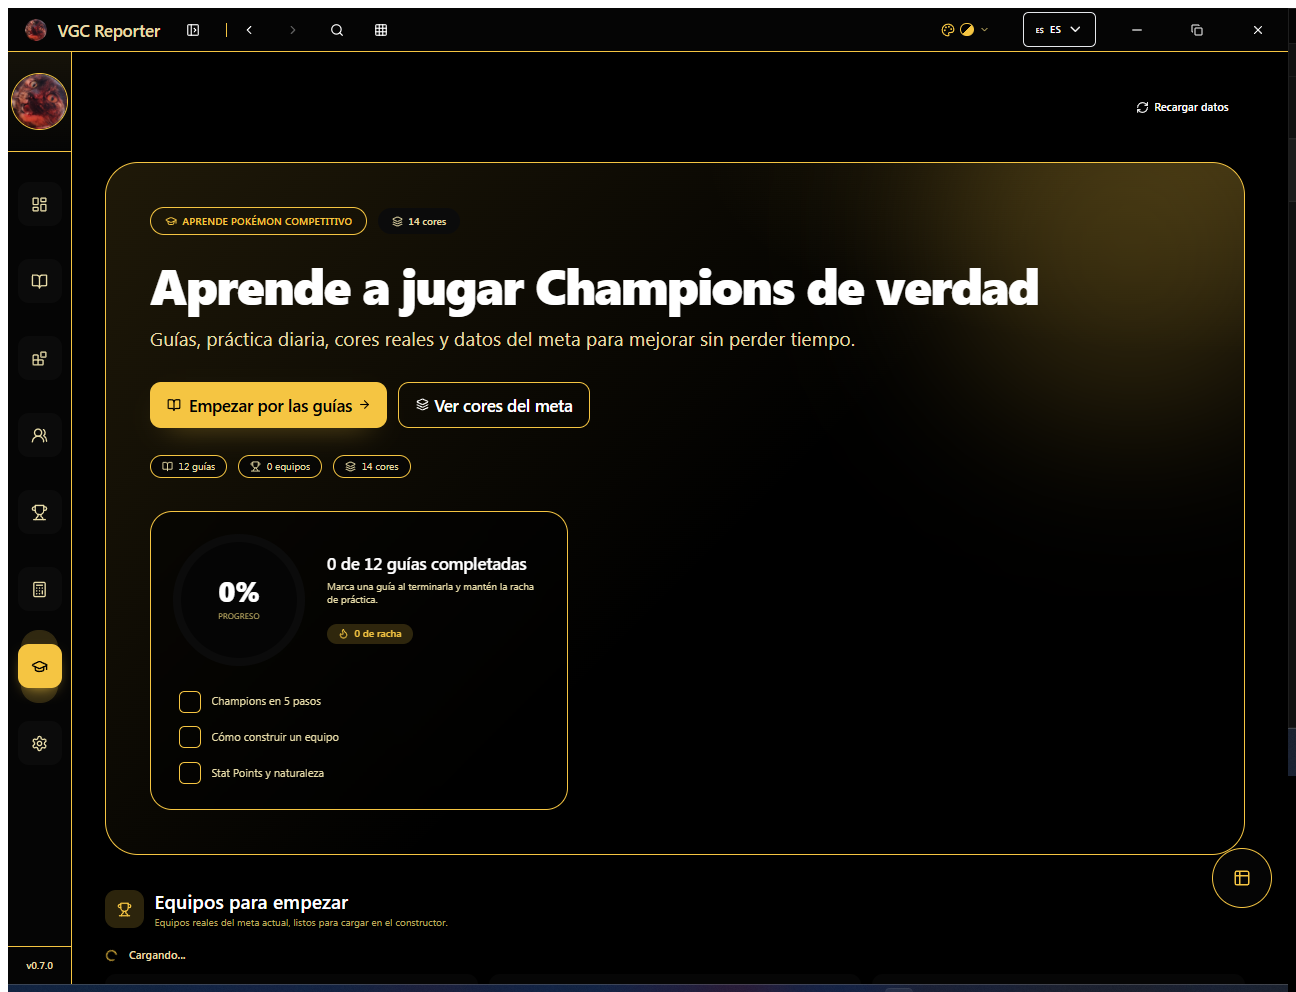 VGC Reporter
ES ES
Recargar datos
APRENDE POKÉMON COMPETITIVO
14 cores
Aprende a jugar Champions de verdad
Guías, práctica diaria, cores reales y datos del meta para mejorar sin perder tiempo.
Empezar por las guías →
Ver cores del meta
12 guías
0 equipos
14 cores
0%
PROGRESO
0 de 12 guías completadas
Marca una guía al terminarla y mantén la racha
de práctica.
0 de racha
Champions en 5 pasos
Cómo construir un equipo
Stat Points y naturaleza
Equipos para empezar
Equipos reales del meta actual, listos para cargar en el constructor.
Cargando...
v0.7.0